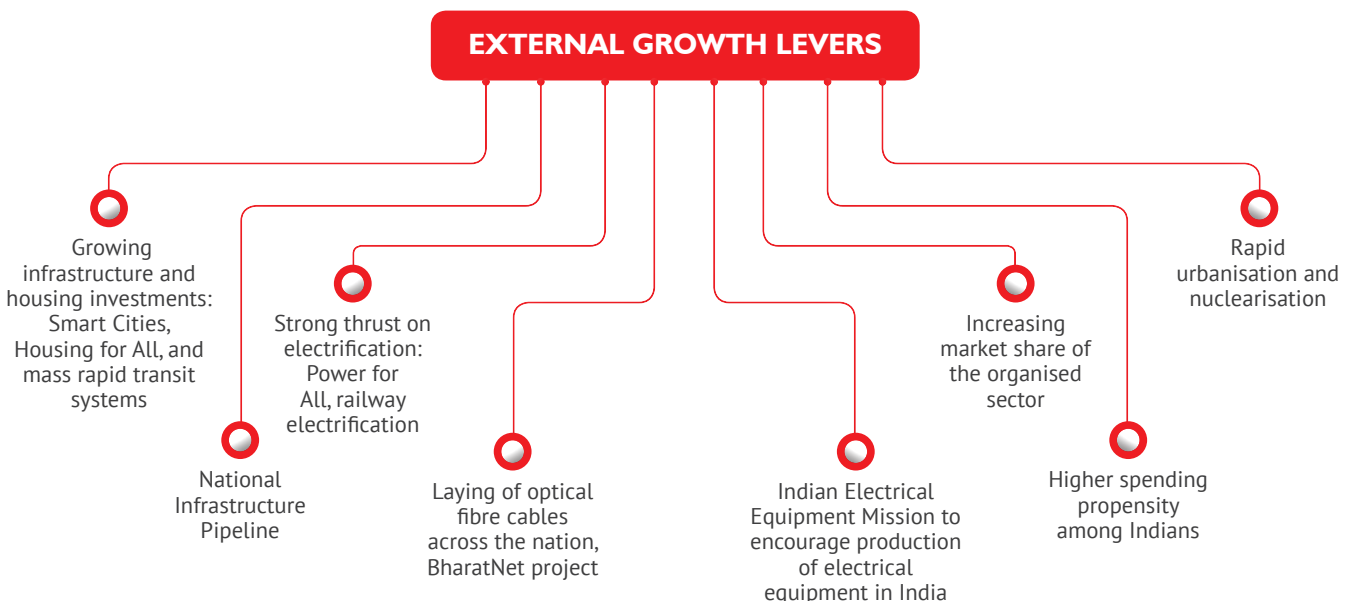 EXTERNAL GROWTH LEVERS
Growing
infrastructure and
housing investments:
Smart Cities,
Housing for All, and
mass rapid transit
systems
National
Infrastructure
Pipeline
Strong thrust on
electrification:
Power for
All, railway
electrification
Laying of optical
fibre cables
across the nation,
BharatNet project
Indian Electrical
Equipment Mission to
encourage production
of electrical
equipment in India
Increasing
market share of
the organised
sector
Higher spending
propensity
among Indians
Rapid
urbanisation and
nuclearisation